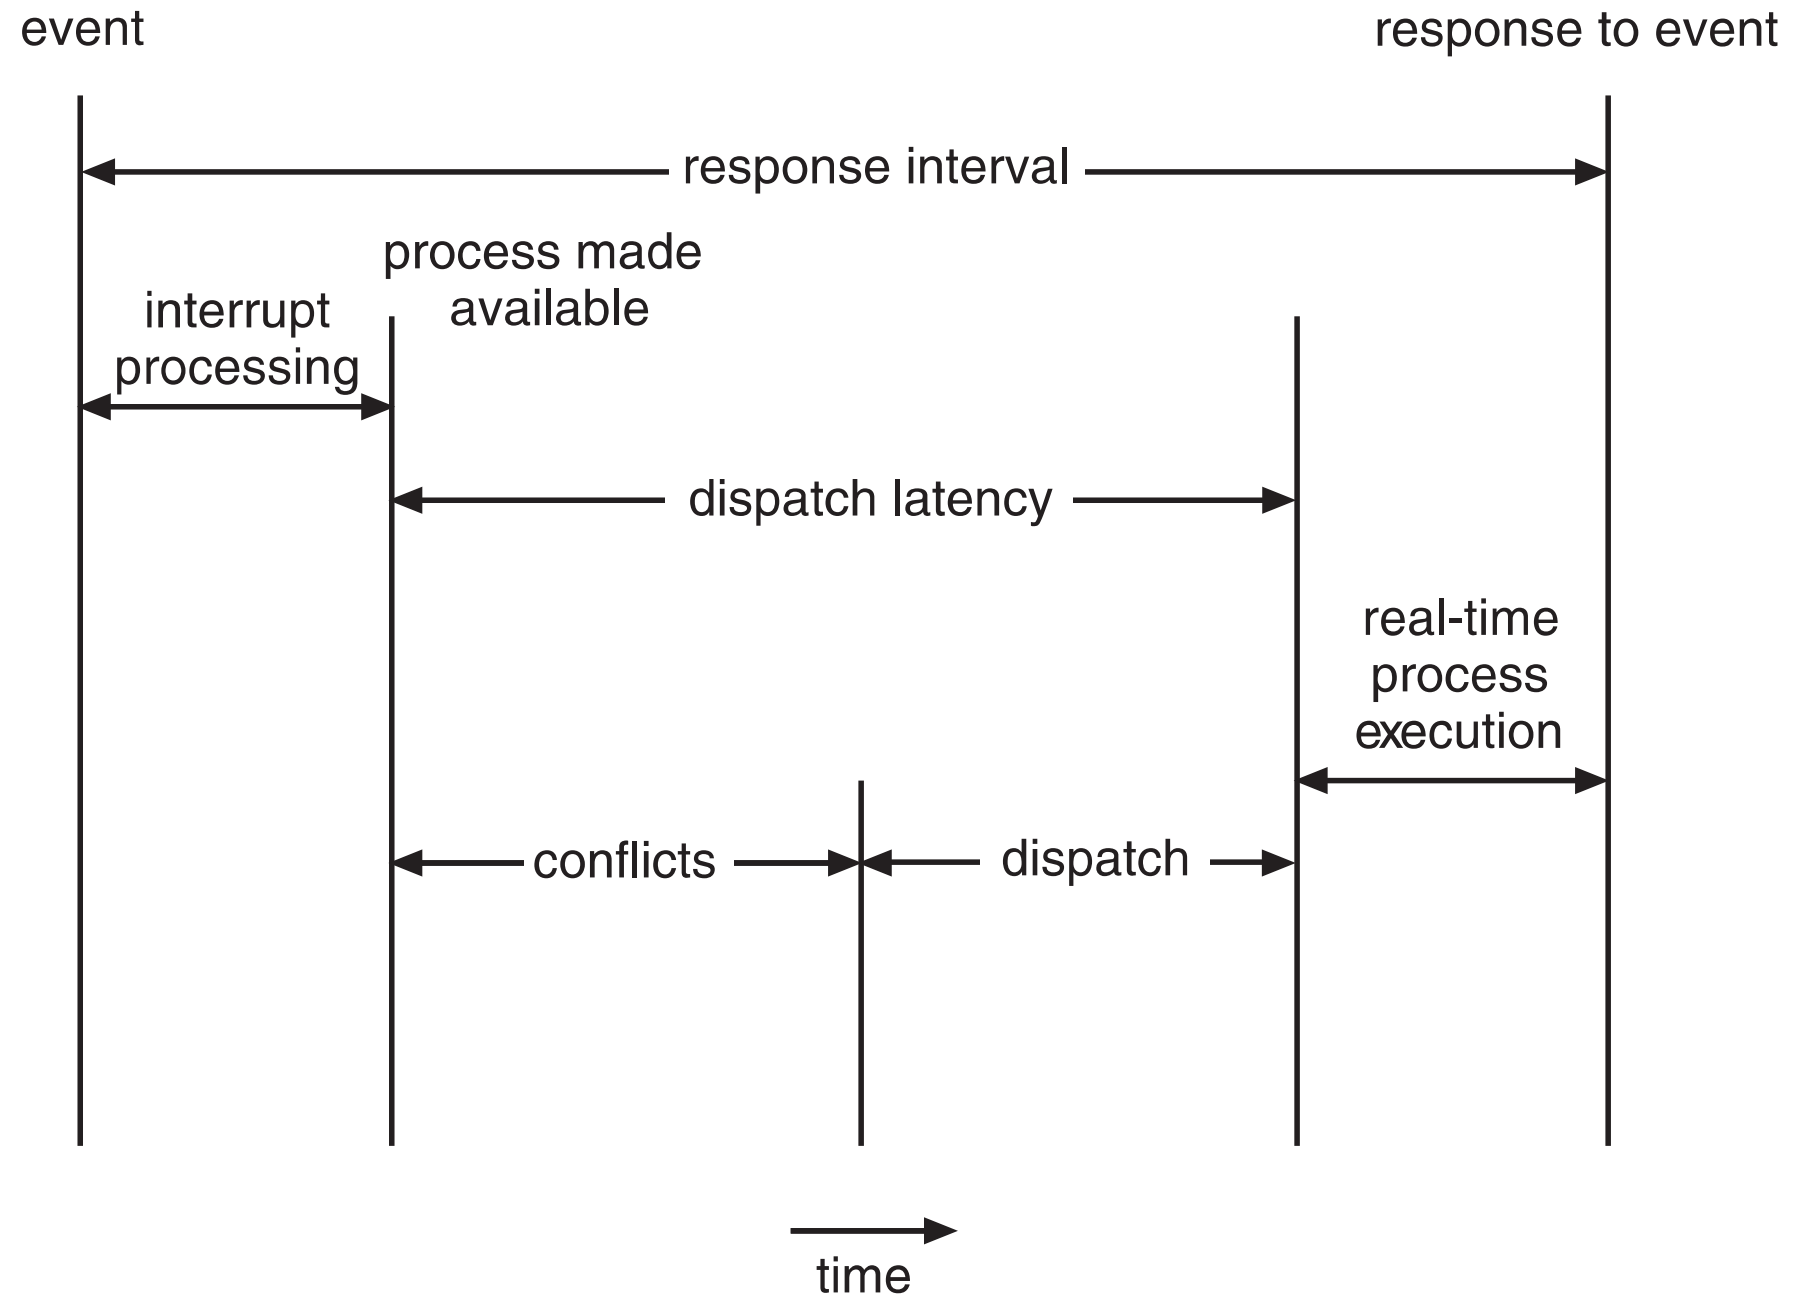 event
response to event
response interval
process made
available
interrupt
processing
dispatch latency
real-time
process
execution
conflicts
dispatch
time